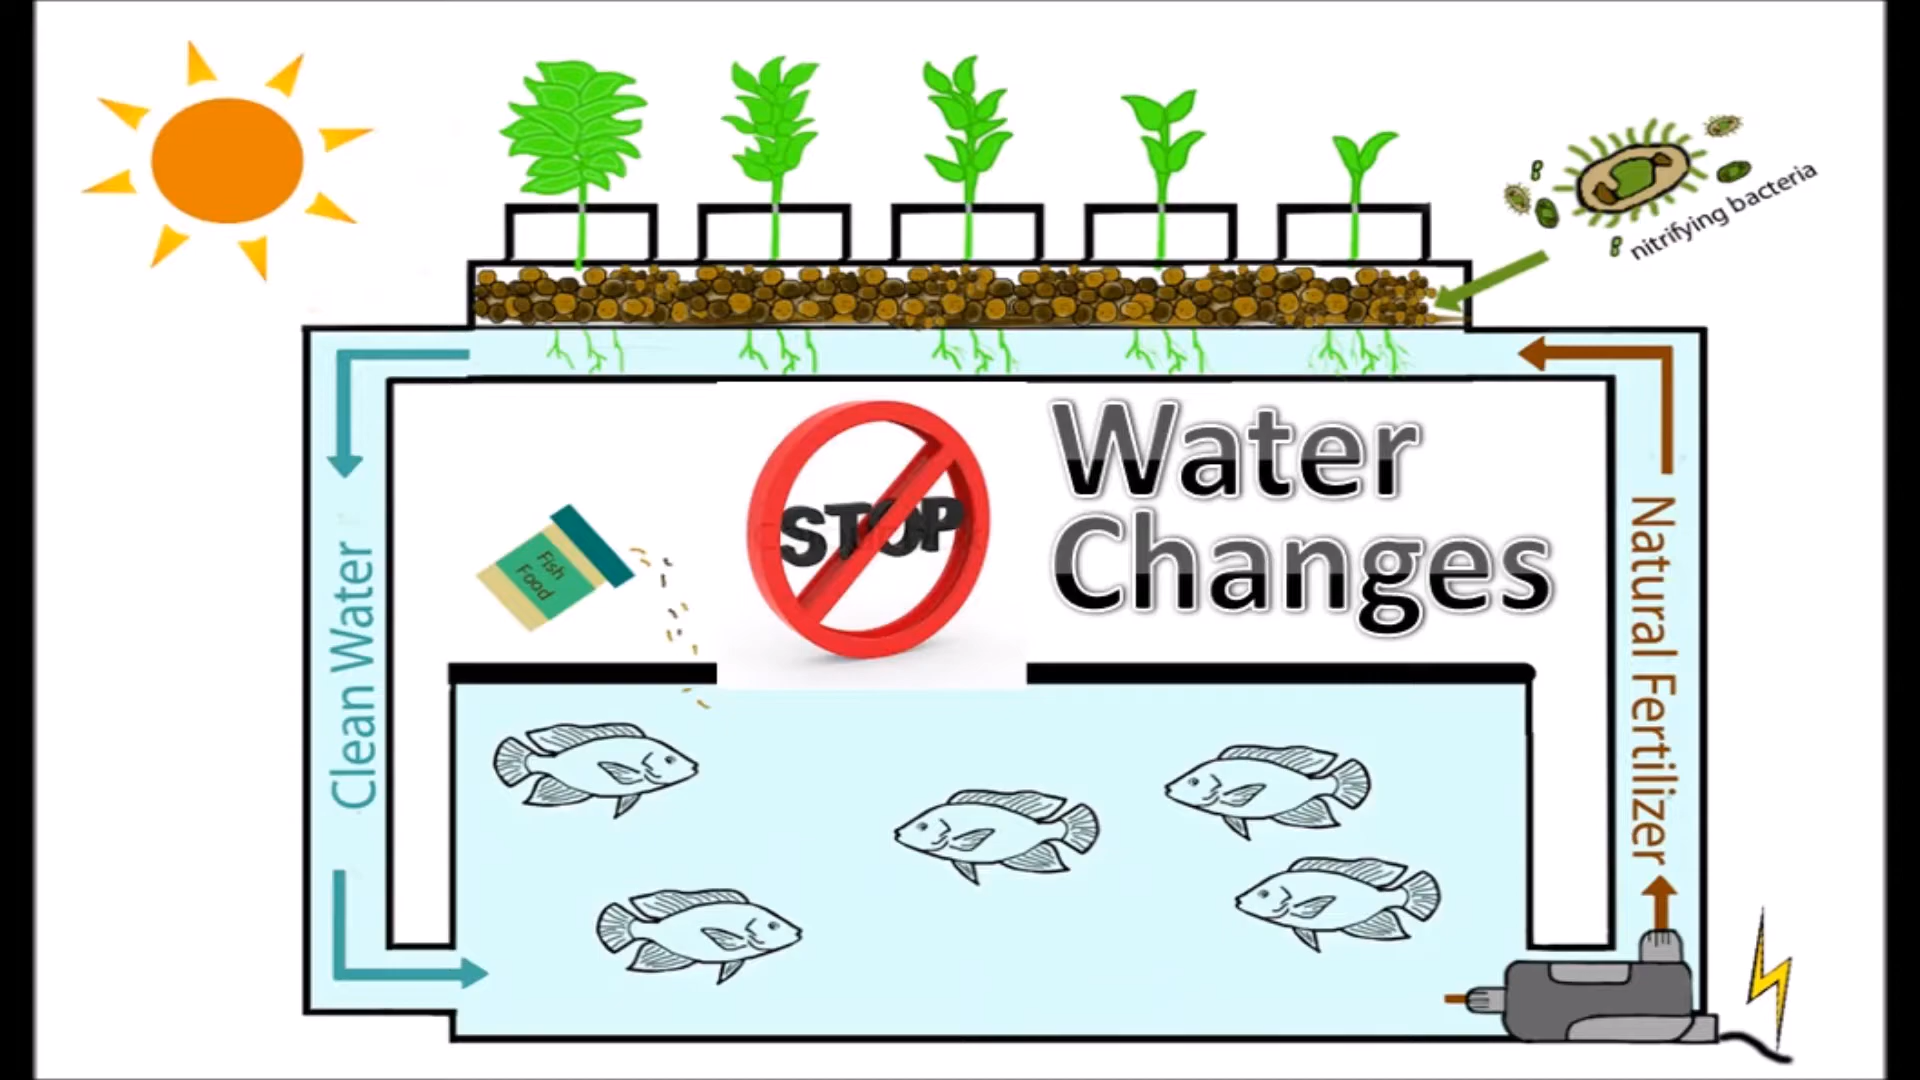 nitrifying bacteria
Water
Changes
STOP
Fish
Food
Clean Water
Natural Fertilizer